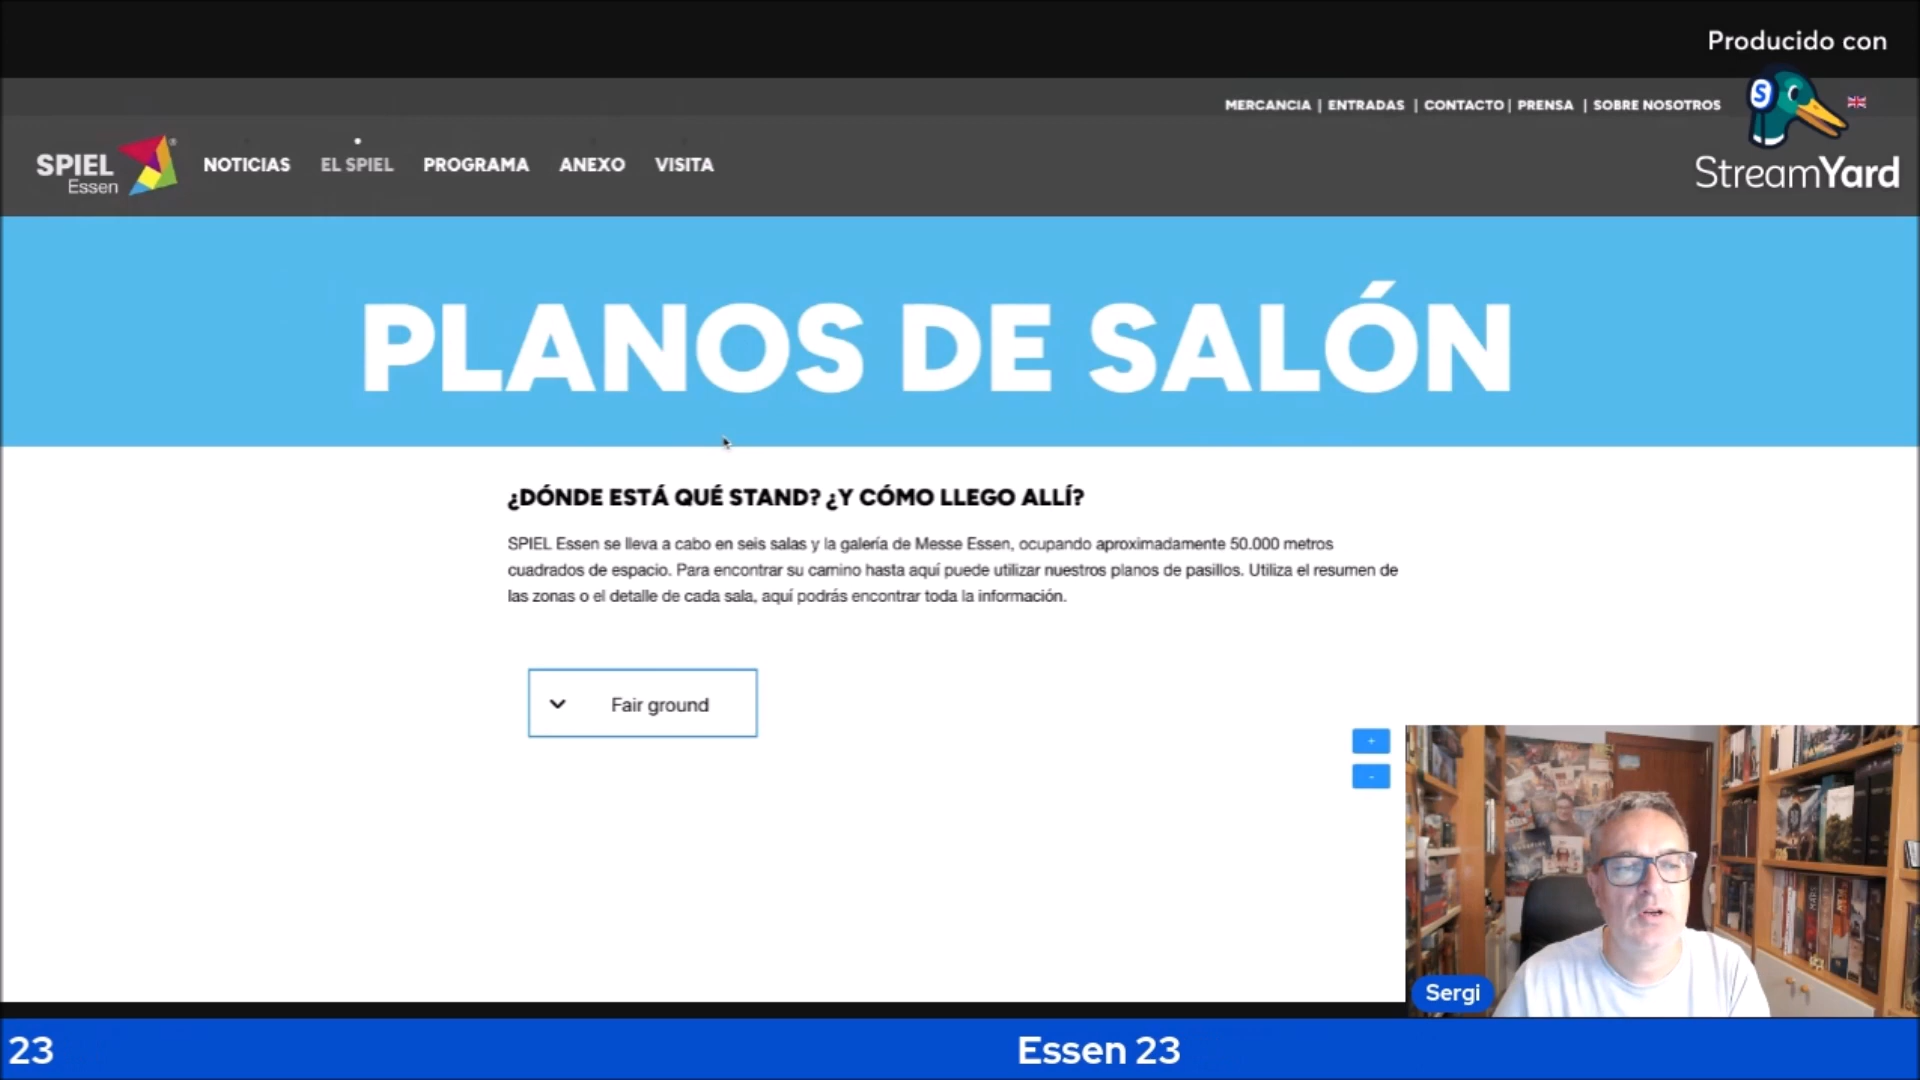 Producido con
MERCANCIA | ENTRADAS | CONTACTO | PRENSA | SOBRE NOSOTROS
S
StreamYard
SPIEL ®
Essen
NOTICIAS EL SPIEL PROGRAMA ANEXO VISITA
PLANOS DE SALÓN
¿DÓNDE ESTÁ QUÉ STAND? ¿Y CÓMO LLEGO ALLÍ?
SPIEL Essen se lleva a cabo en seis salas y la galería de Messe Essen, ocupando aproximadamente 50.000 metros
cuadrados de espacio. Para encontrar su camino hasta aquí puede utilizar nuestros planos de pasillos. Utiliza el resumen de
las zonas o el detalle de cada sala, aquí podrás encontrar toda la información.
Fair ground
+
-
Sergi
23 Essen 23